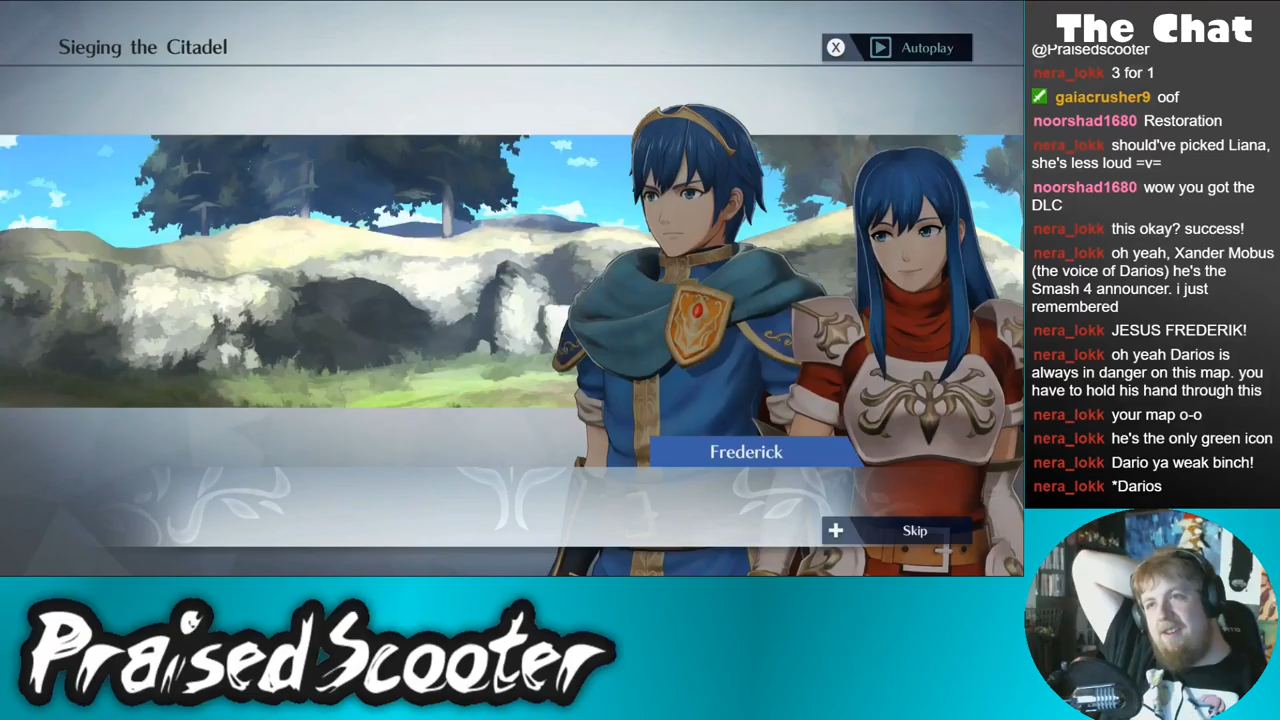 Sieging the Citadel
X
Autoplay
Frederick
Skip
The Chat
@Praisedscooter
nera_lokk 3 for 1
gaiacrusher9 oof
noorshad1680 Restoration
nera_lokk should've picked Liana,
she's less loud =v=
noorshad1680 wow you got the
DLC
nera_lokk this okay? success!
nera_lokk oh yeah, Xander Mobus
(the voice of Darios) he's the
Smash 4 announcer. i just
remembered
nera_lokk JESUS FREDERIK!
nera_lokk oh yeah Darios is
always in danger on this map. you
have to hold his hand through this
nera_lokk your map o-o
nera_lokk he's the only green icon
nera_lokk Dario ya weak binch!
nera_lokk *Darios
PraisedScooter